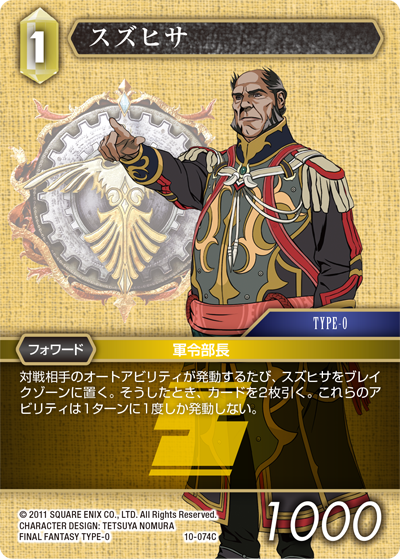 1
スズヒサ
TYPE-0
フォワード
軍令部長
対戦相手のオートアビリティが発動するたび、スズヒサをブレイ
クゾーンに置く。そうしたとき、カードを2枚引く。これらのア
ビリティは1ターンに1度しか発動しない。
© 2011 SQUARE ENIX CO., LTD. All Rights Reserved.
CHARACTER DESIGN: TETSUYA NOMURA
FINAL FANTASY TYPE-0
10-074C
1000